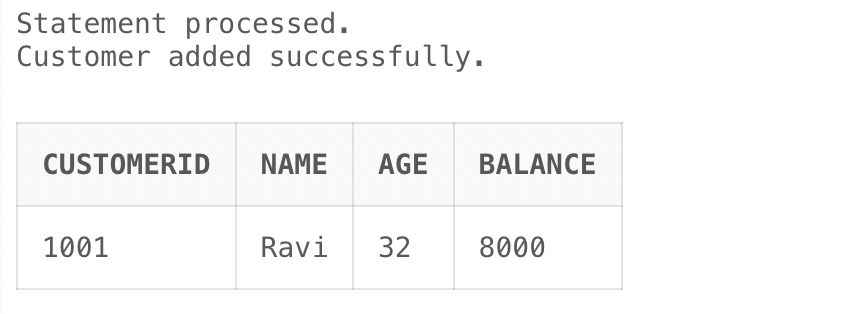 Statement processed.
Customer added successfully.
CUSTOMERID NAME AGE BALANCE
1001 Ravi 32 8000